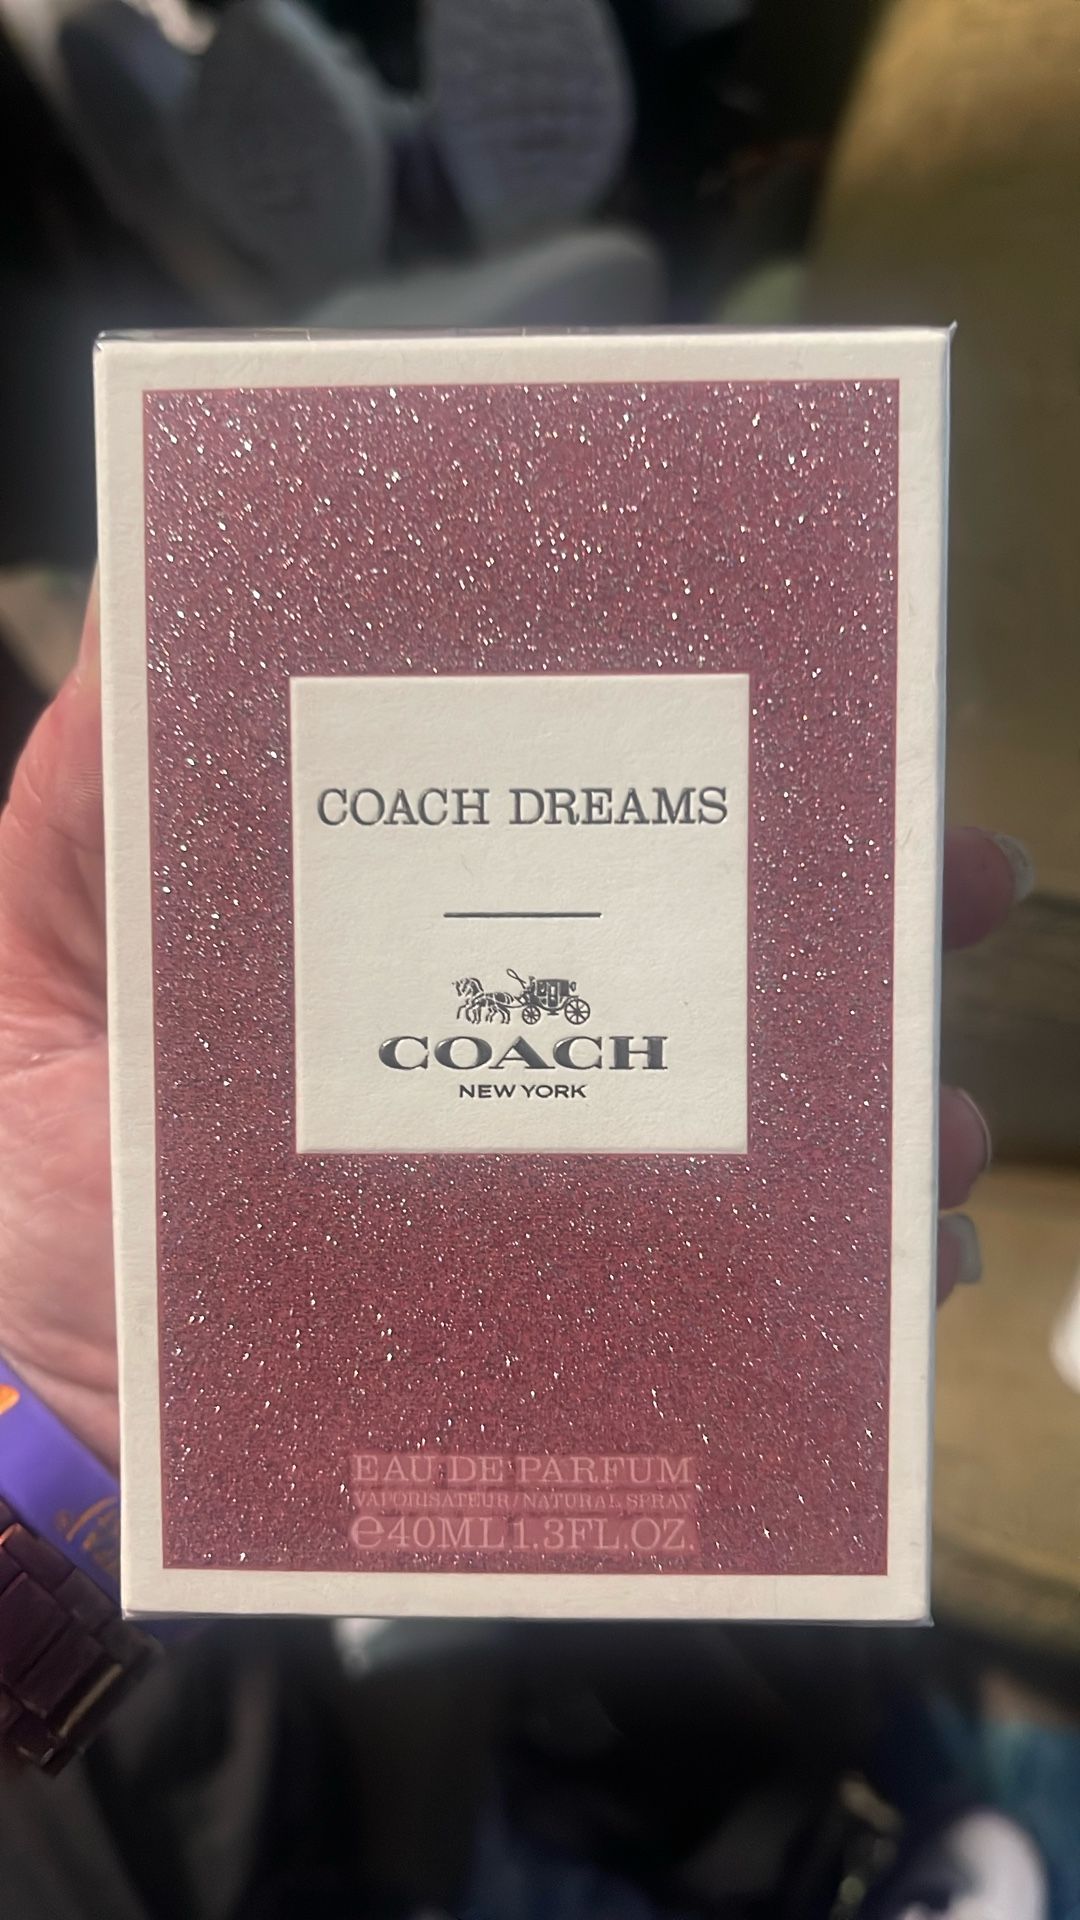 COACH DREAMS
COACH
NEW YORK
EAU DE PARFUM
VAPORISATEUR/NATURAL SPRAY
℮40ML1.3FL.OZ.